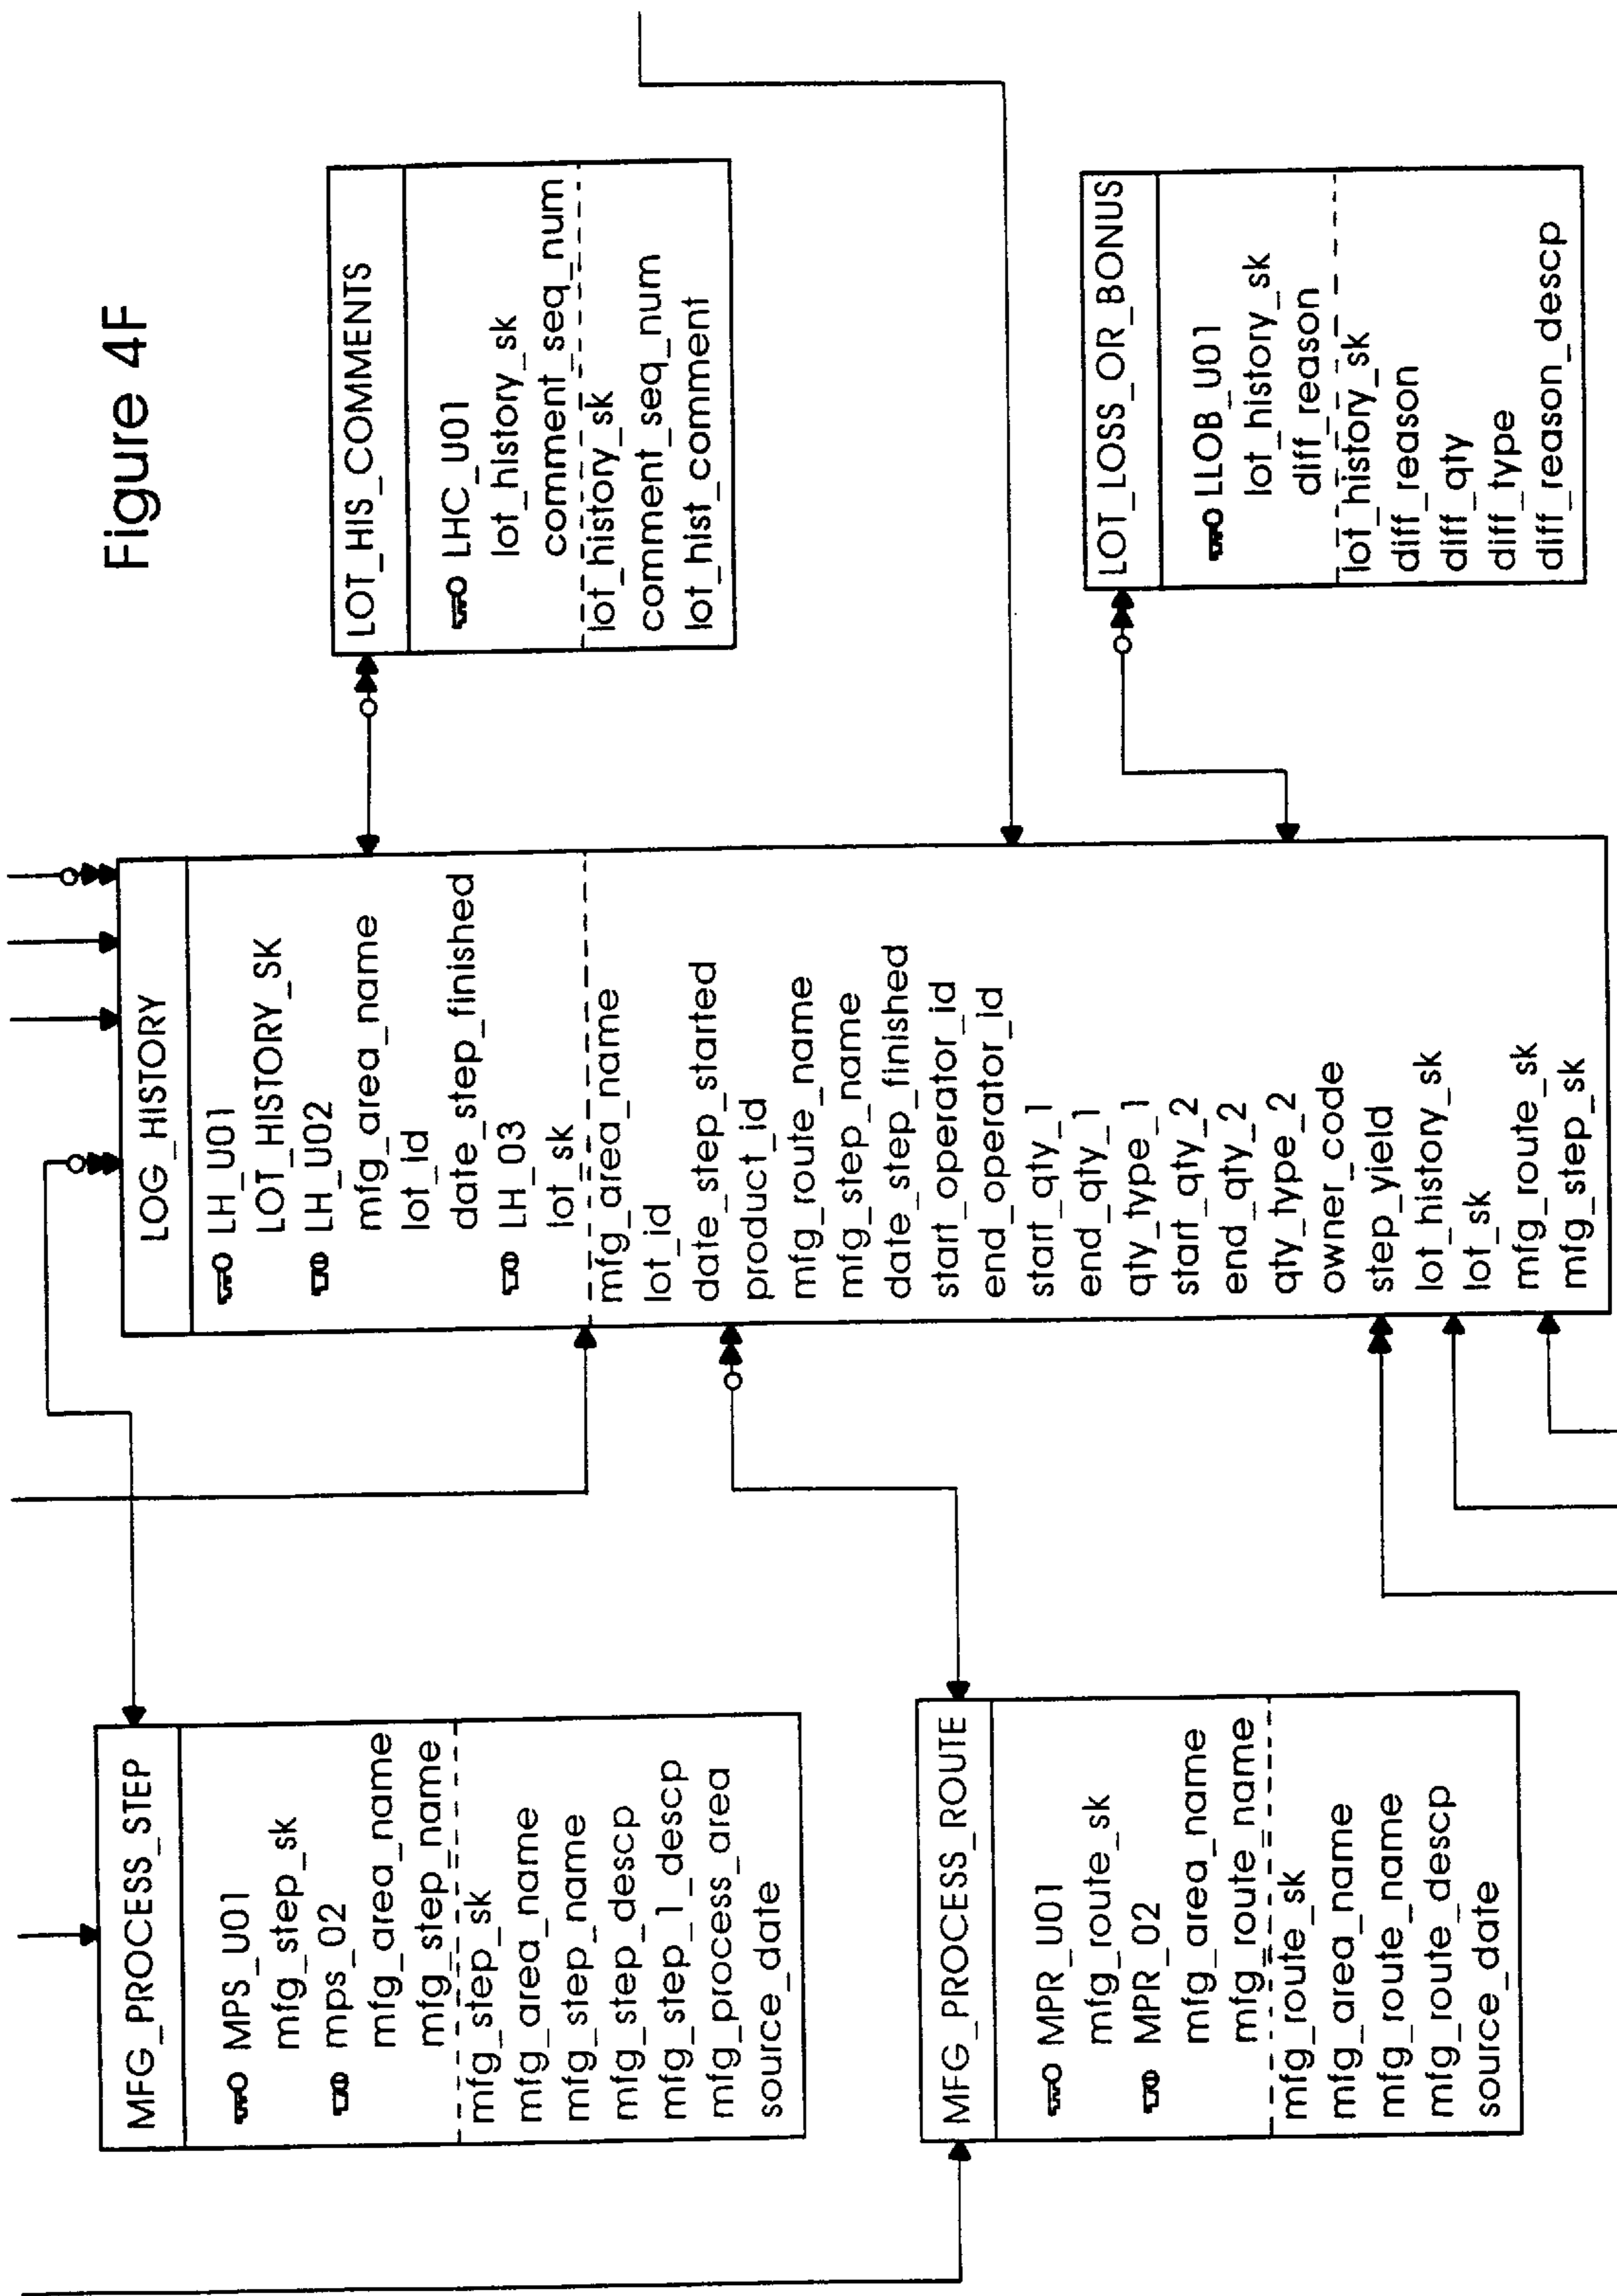 Figure 4F
MFG_PROCESS_STEP
MPS_U01
mfg_step_sk
mps_02
mfg_area_name
mfg_step_name
mfg_step_sk
mfg_area_name
mfg_step_name
mfg_step_descp
mfg_step_1_descp
mfg_process_area
source_date
MFG_PROCESS_ROUTE
MPR_U01
mfg_route_sk
MPR_02
mfg_area_name
mfg_route_name
mfg_route_sk
mfg_area_name
mfg_route_name
mfg_route_descp
source_date
LOG_HISTORY
LH_U01
LOT_HISTORY_SK
LH_U02
mfg_area_name
lot_id
date_step_finished
LH_03
lot_sk
mfg_area_name
lot_id
date_step_started
product_id
mfg_route_name
mfg_step_name
date_step_finished
start_operator_id
end_operator_id
start_qty_1
end_qty_1
qty_type_1
start_qty_2
end_qty_2
qty_type_2
owner_code
step_yield
lot_history_sk
lot_sk
mfg_route_sk
mfg_step_sk
LOT_HIS_COMMENTS
LHC_U01
lot_history_sk
comment_seq_num
lot_history_sk
comment_seq_num
lot_hist_comment
LOT_LOSS_OR_BONUS
LLOB_U01
lot_history_sk
diff_reason
lot_history_sk
diff_reason
diff_qty
diff_type
diff_reason_descp